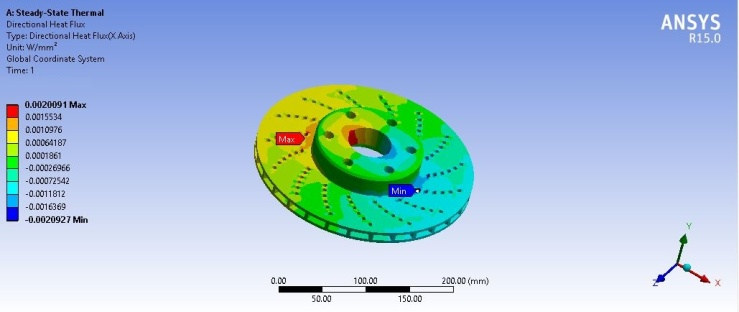 A: Steady-State Thermal
Directional Heat Flux
Type: Directional Heat Flux(X Axis)
Unit: W/mm²
Global Coordinate System
Time: 1
0.0020091 Max
0.0015534
0.0010976
0.00064187
0.0001861
-0.00026966
-0.00072542
-0.0011812
-0.0016369
-0.0020927 Min
ANSYS
R15.0
Max
Min
0.00 100.00 200.00 (mm)
50.00 150.00
Y
Z X